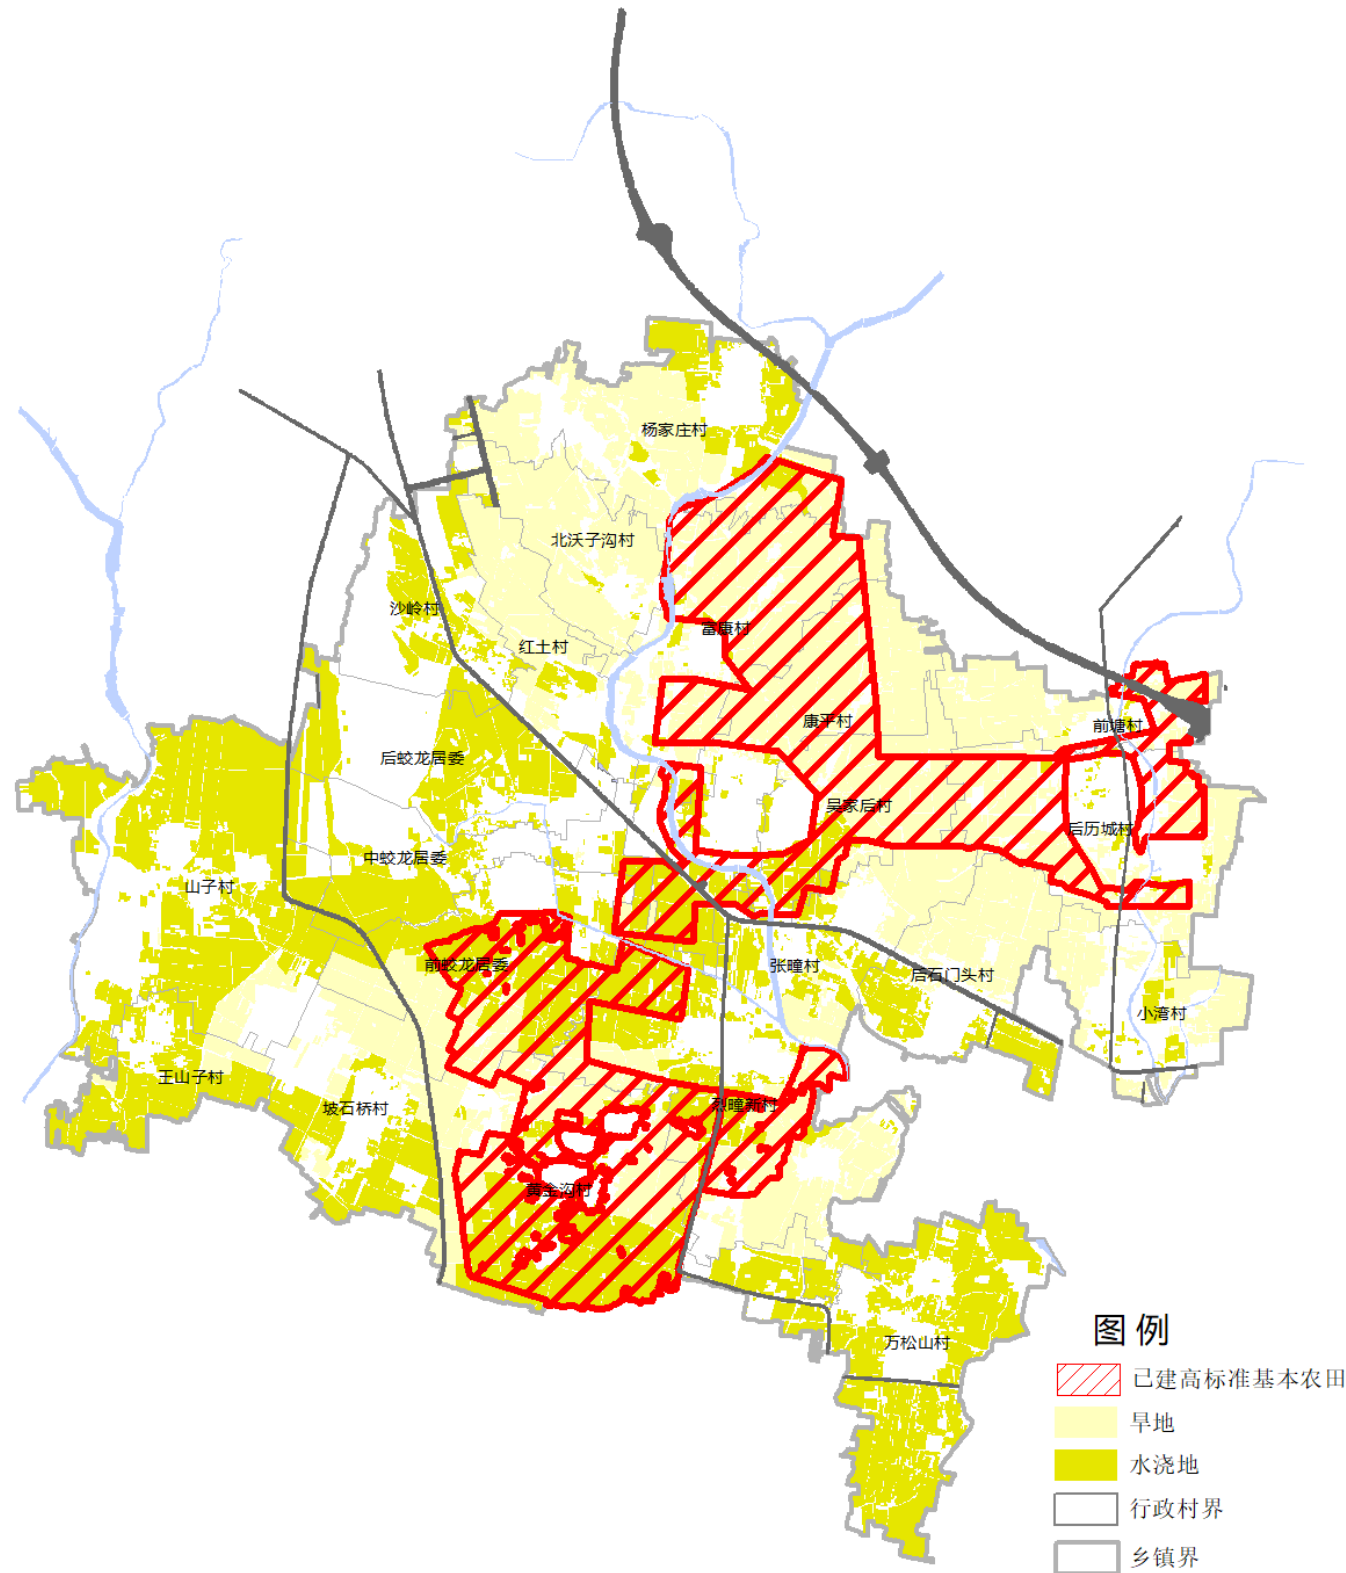 杨家庄村
北沃子沟村
沙岭村
富康村
红土村
康平村
前塘村
后蛟龙居委
吴家后村
后历城村
中蛟龙居委
山子村
前蛟龙居委
张疃村
后石门头村
小湾村
王山子村
坡石桥村
烈疃新村
黄金沟村
万松山村
图例
已建高标准基本农田
旱地
水浇地
行政村界
乡镇界